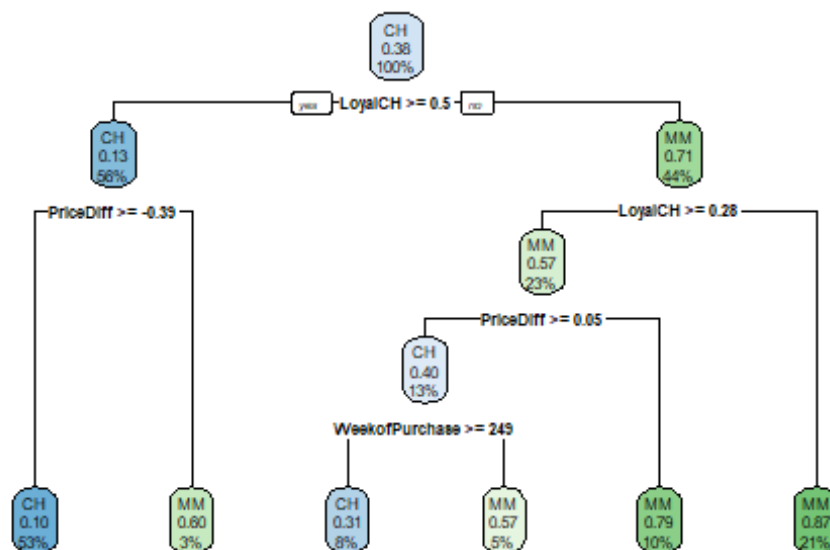 CH
0.38
100%
yes LoyalCH >= 0.5 no
CH
0.13
56%
MM
0.71
44%
PriceDiff >= -0.39
LoyalCH >= 0.28
MM
0.57
23%
PriceDiff >= 0.05
CH
0.40
13%
WeekofPurchase >= 249
CH
0.10
53%
MM
0.60
3%
CH
0.31
8%
MM
0.57
5%
MM
0.79
10%
MM
0.87
21%